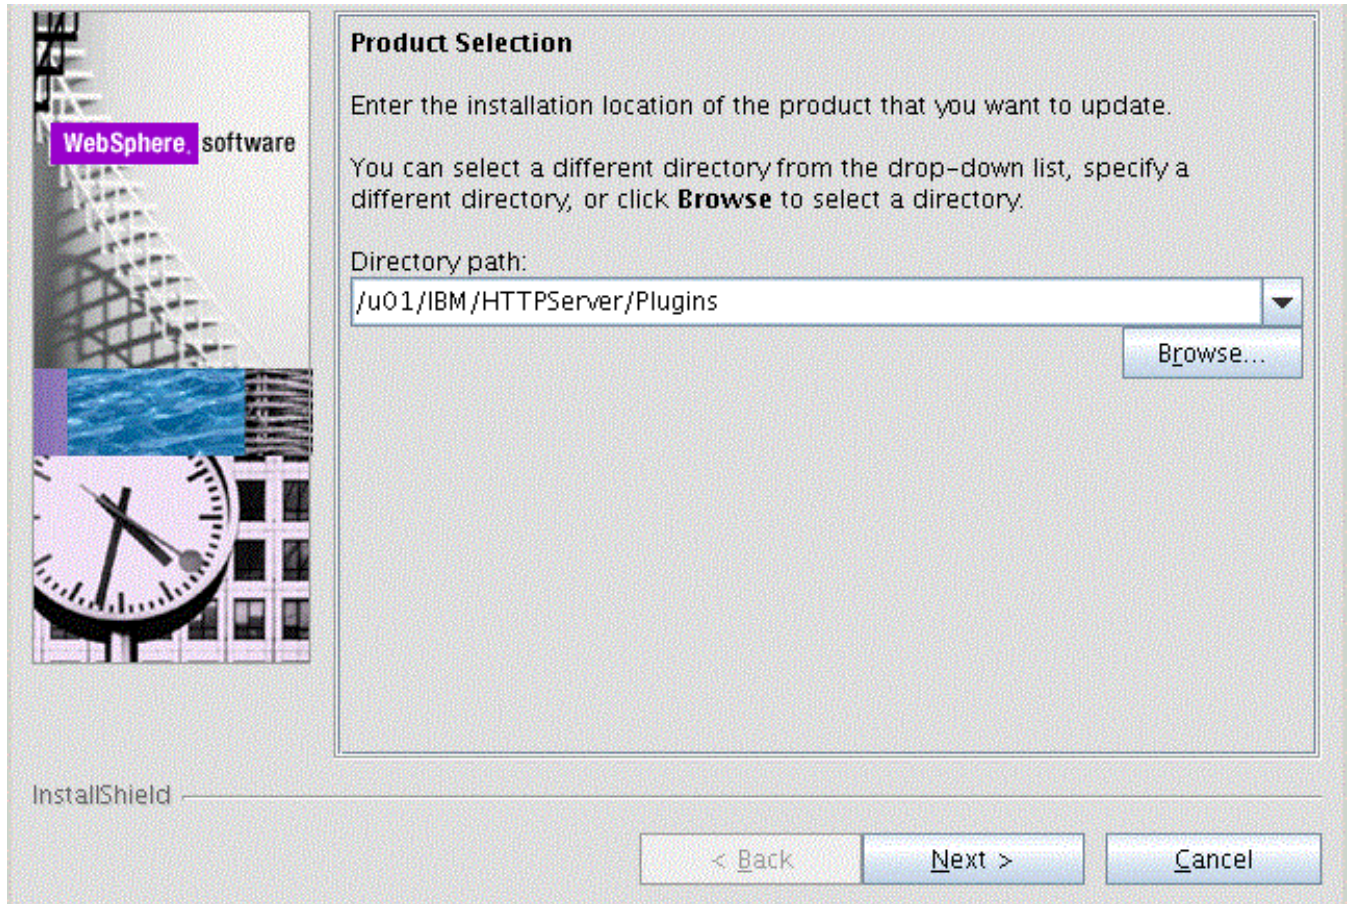 WebSphere. software
Product Selection
Enter the installation location of the product that you want to update.
You can select a different directory from the drop-down list, specify a
different directory, or click Browse to select a directory.
Directory path:
/u01/IBM/HTTPServer/Plugins
Browse...
InstallShield
< Back
Next >
Cancel